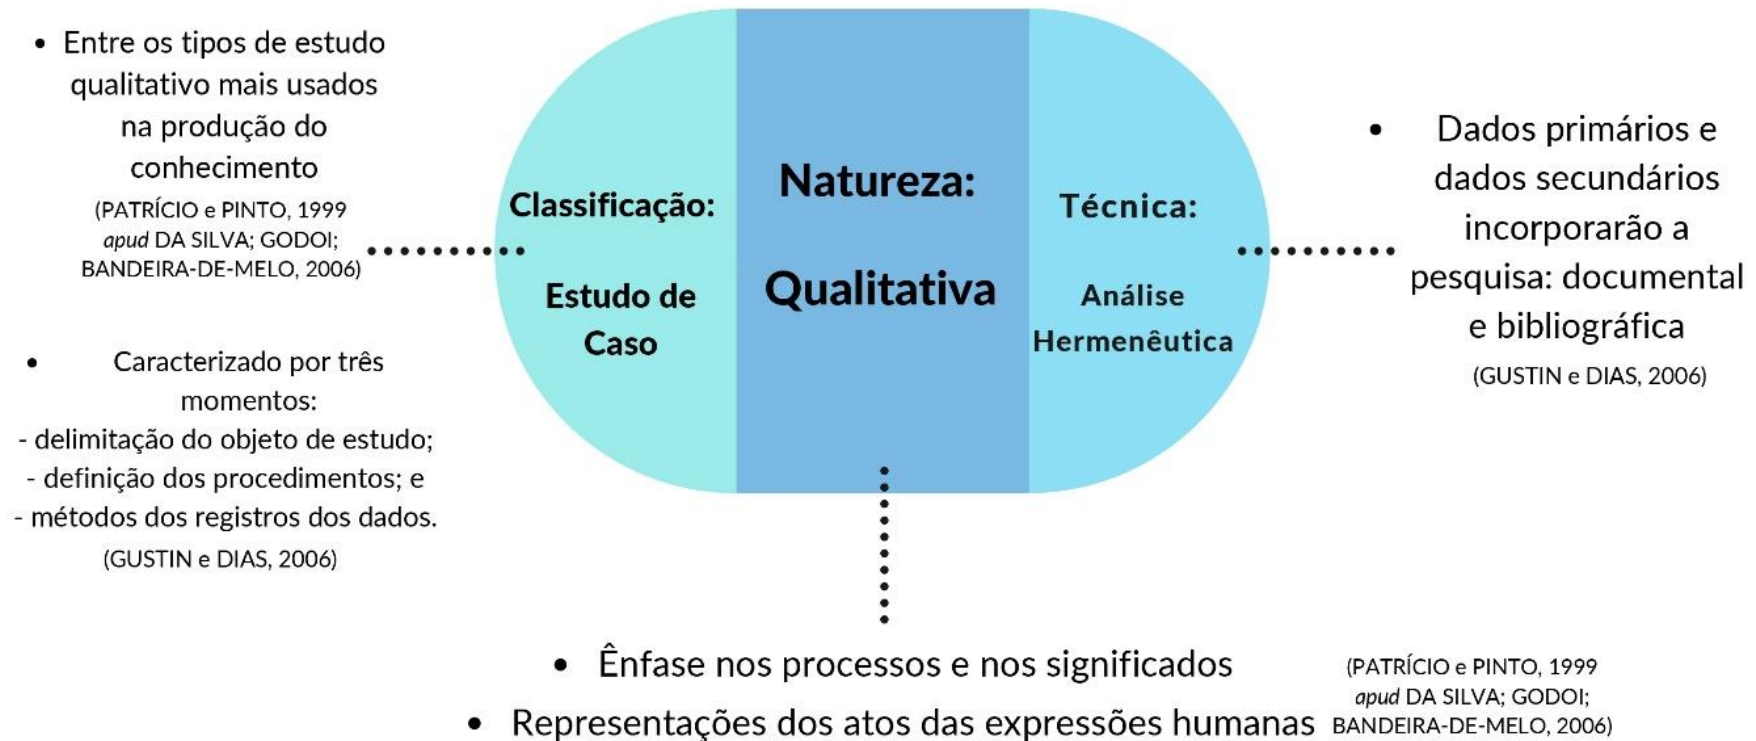 • Entre os tipos de estudo
qualitativo mais usados
na produção do
conhecimento
(PATRÍCIO e PINTO, 1999
apud DA SILVA; GODOI;
BANDEIRA-DE-MELO, 2006)
• Caracterizado por três
momentos:
- delimitação do objeto de estudo;
- definição dos procedimentos; e
- métodos dos registros dos dados.
(GUSTIN e DIAS, 2006)
Classificação:
Estudo de
Caso
Natureza:
Qualitativa
Técnica:
Análise
Hermenêutica
• Dados primários e
dados secundários
incorporarão a
pesquisa: documental
e bibliográfica
(GUSTIN e DIAS, 2006)
• Ênfase nos processos e nos significados
• Representações dos atos das expressões humanas
(PATRÍCIO e PINTO, 1999
apud DA SILVA; GODOI;
BANDEIRA-DE-MELO, 2006)